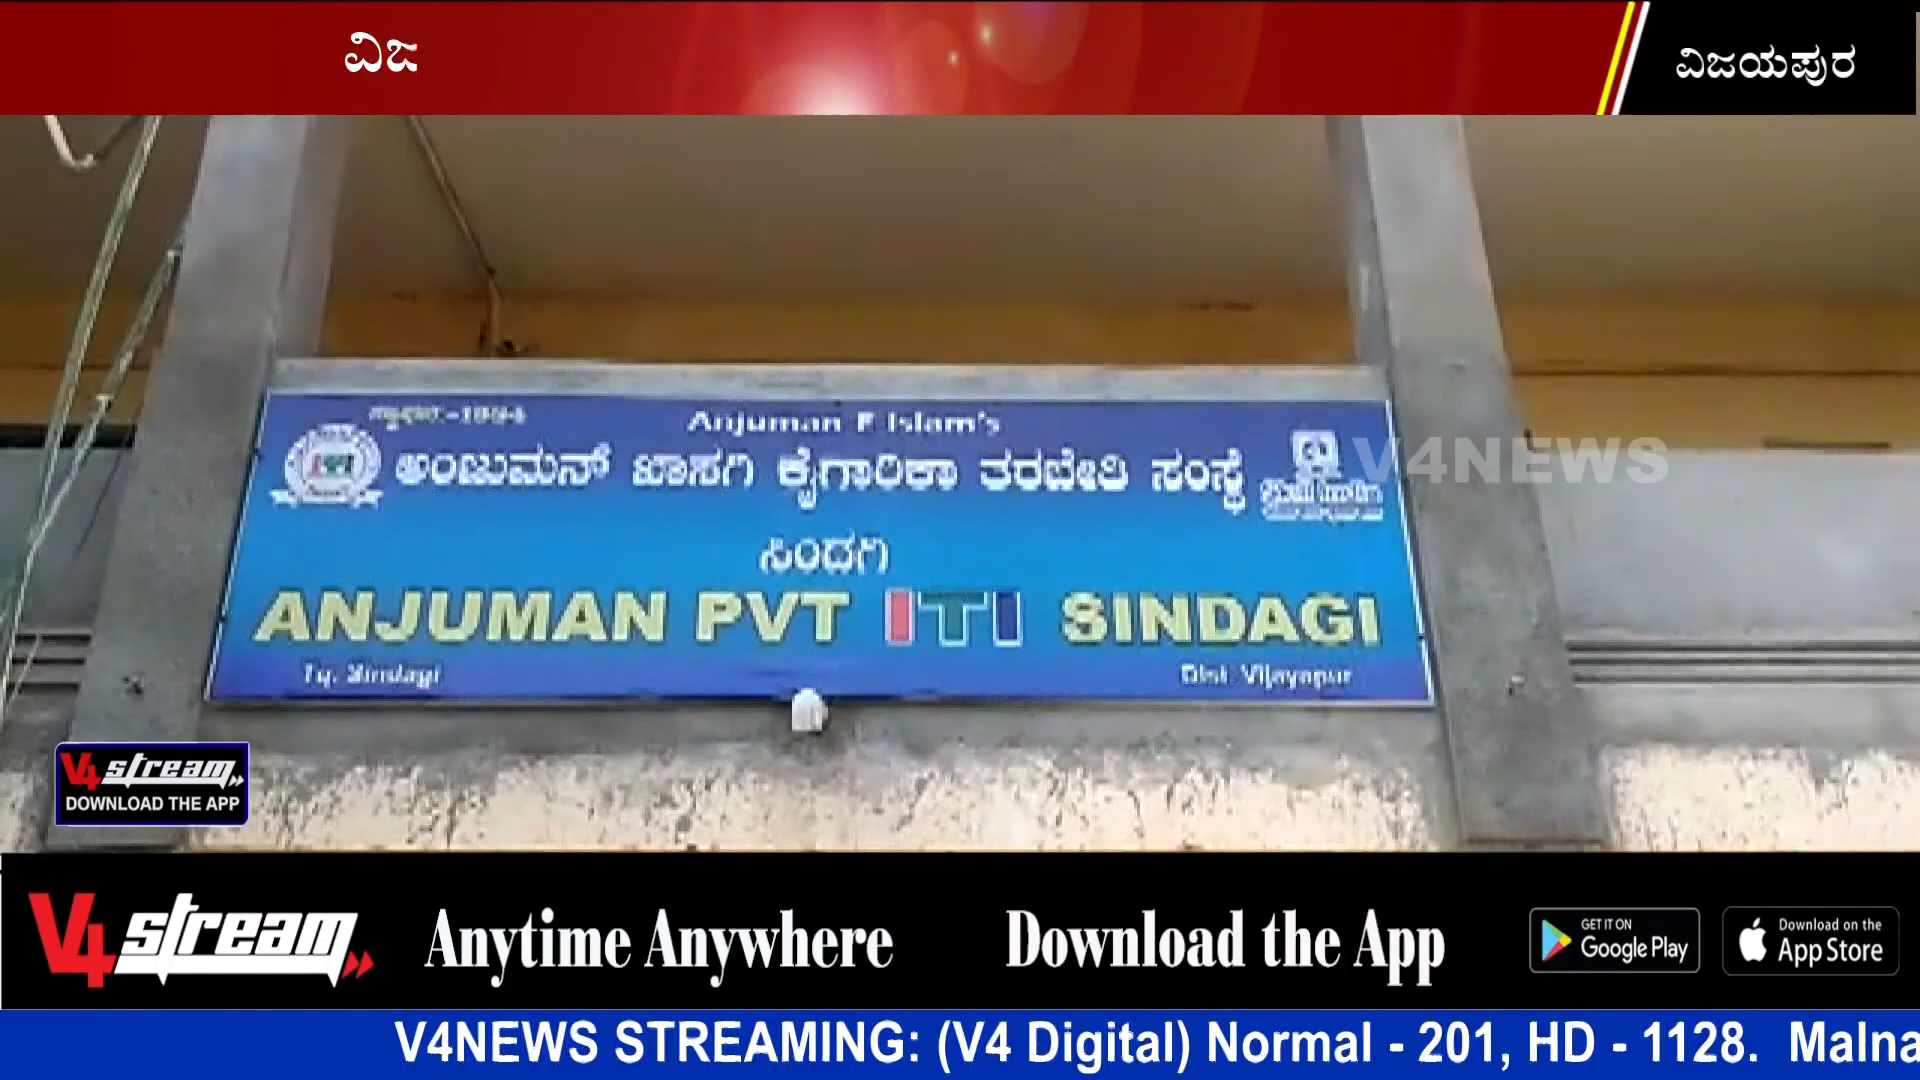 ವಿಜ
ವಿಜಯಪುರ
Anjuman E Islam's
ಅಂಜುಮನ್ ಖಾಸಗಿ ಕೈಗಾರಿಕಾ ತರಬೇತಿ ಸಂಸ್ಥೆ
V4NEWS
ಸಿಂದಗಿ
ANJUMAN PVT ITI SINDAGI
Tq. Sindagi
Dist Vijayapur
V4 stream
DOWNLOAD THE APP
V4 stream
Anytime Anywhere
Download the App
GET IT ON
Google Play
Download on the
App Store
V4NEWS STREAMING: (V4 Digital) Normal - 201, HD - 1128. Malna